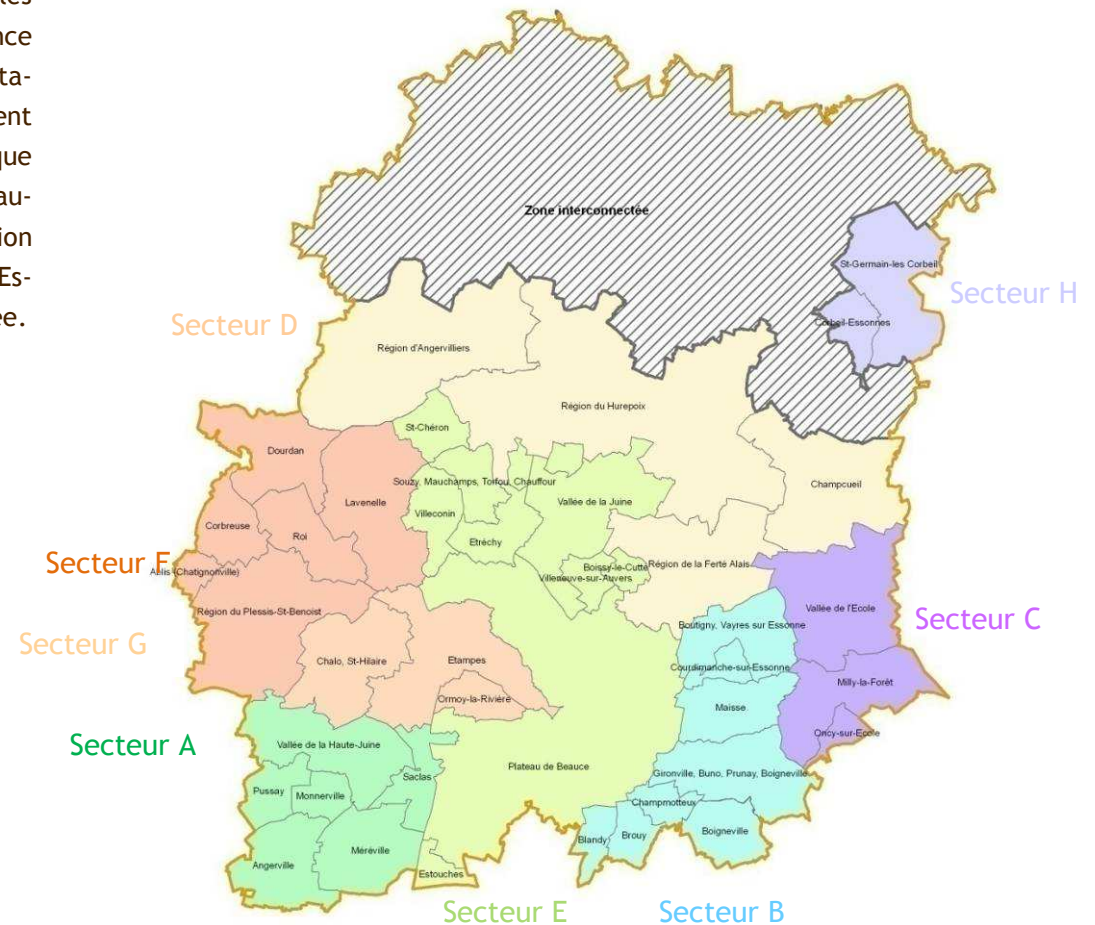 les
nce
ta-
ent
que
au-
ion
Es-
ée.
Zone interconnectée
St-Germain-les Corbeil
Secteur H
Corbeil-Essonnes
Secteur D
Région d'Angervilliers
Région du Hurepoix
St-Chéron
Dourdan
Souzy, Mauchamps, Torfou, Chauffour
Champcueil
Lavenelle
Vallée de la Juine
Villeconin
Corbreuse
Roi
Etréchy
Secteur F
(Chatignonville)
Boissy-le-Cutté
Région de la Ferté Alais
Villeneuve-sur-Auvers
Région du Plessis-St-Benoist
Vallée de l'Ecole
Secteur C
Boutigny, Vayres sur Essonne
Secteur G
Chalo, St-Hilaire
Etampes
Courdimanche-sur-Essonne
Milly-la-Forêt
Ormoy-la-Rivière
Maisse
Oncy-sur-Ecole
Secteur A
Vallée de la Haute-Juine
Plateau de Beauce
Saclas
Gironville, Buno, Prunay, Boigneville
Pussay
Monnerville
Champmotteux
Boigneville
Brouy
Blandy
Méréville
Angerville
Estouches
Secteur E
Secteur B